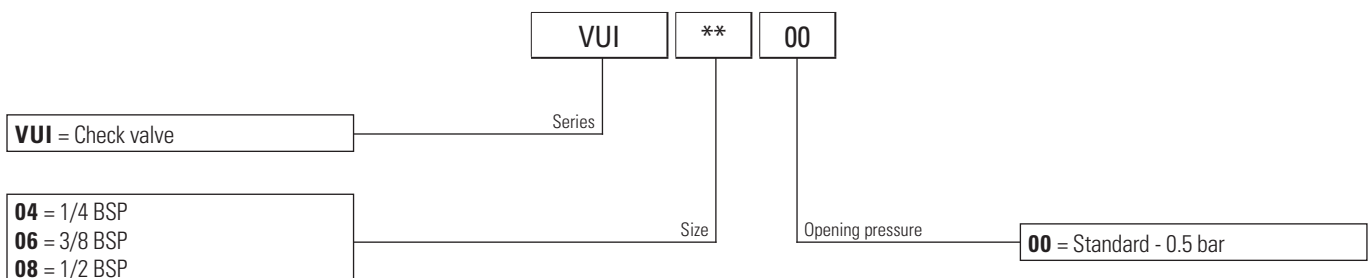 VUI ** 00
Series
VUI = Check valve
04 = 1/4 BSP
06 = 3/8 BSP
08 = 1/2 BSP
Size
Opening pressure
00 = Standard - 0.5 bar